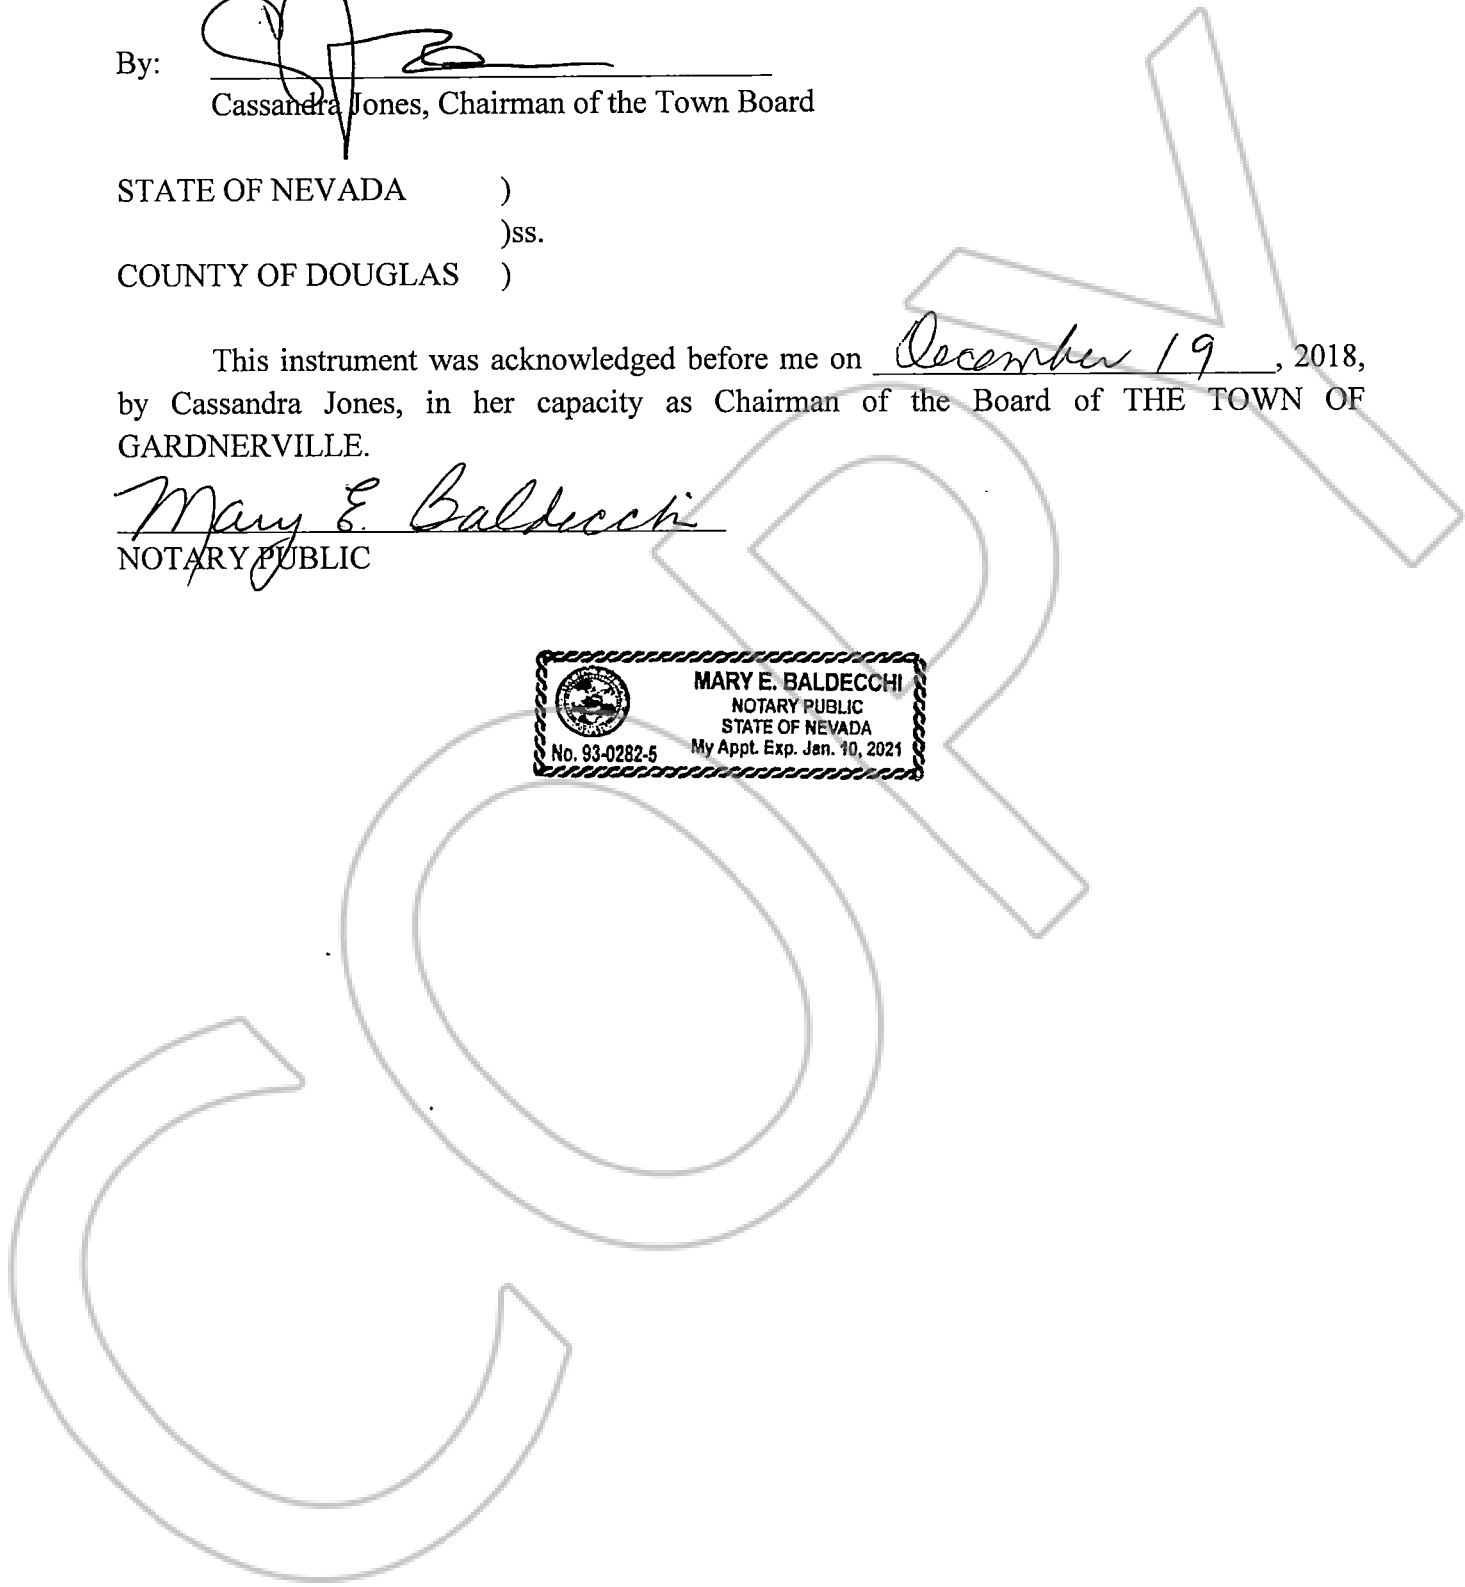 By:
Cassandra Jones, Chairman of the Town Board
STATE OF NEVADA )
)ss.
COUNTY OF DOUGLAS )
This instrument was acknowledged before me on December 19, 2018,
by Cassandra Jones, in her capacity as Chairman of the Board of THE TOWN OF
GARDNERVILLE.
Mary E. Baldecchi
NOTARY PUBLIC
MARY E. BALDECCHI
NOTARY PUBLIC
STATE OF NEVADA
No. 93-0282-5 My Appt. Exp. Jan. 10, 2021
COPY